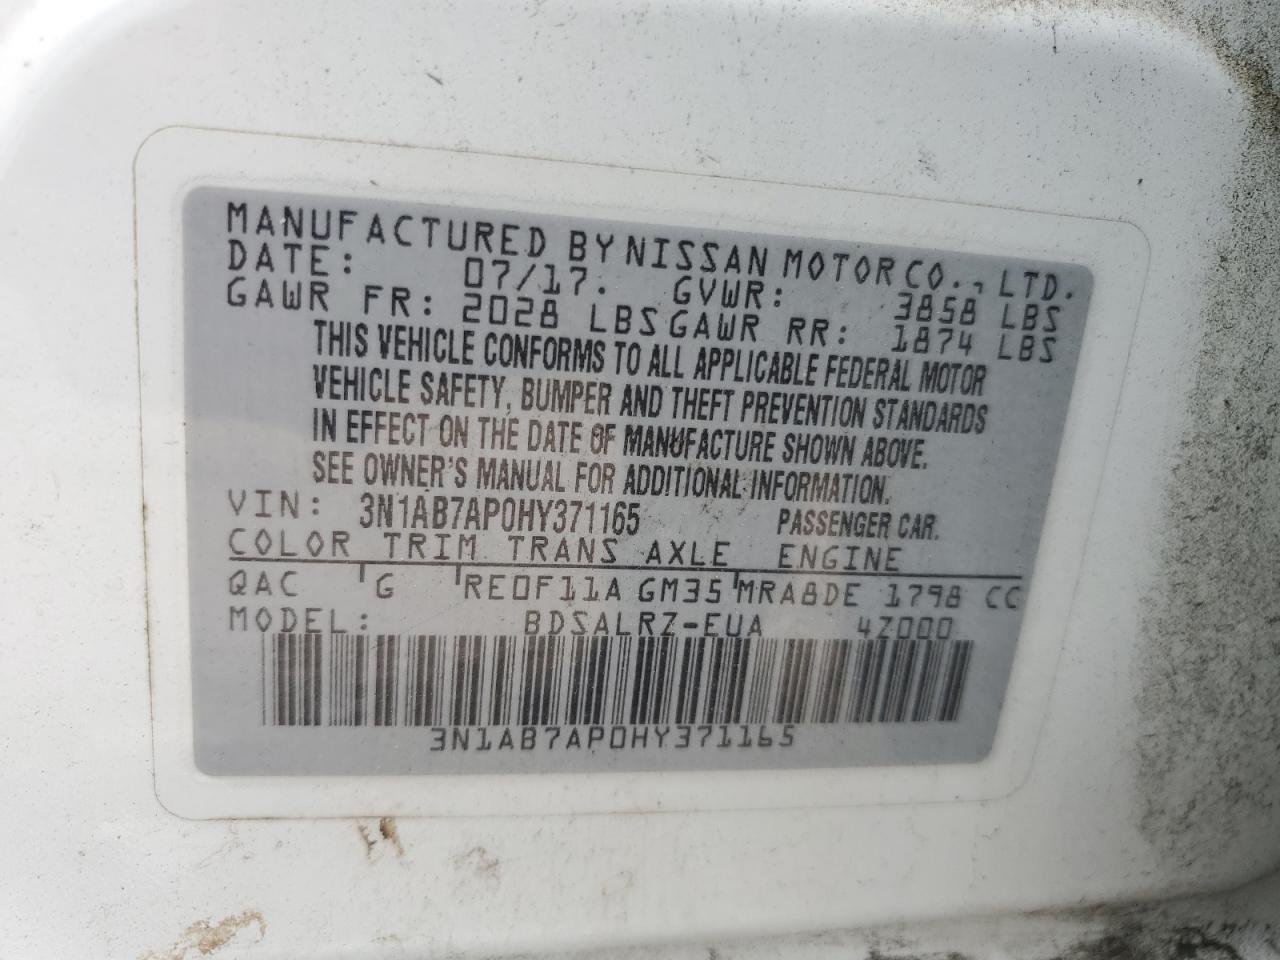 MANUFACTURED BY NISSAN MOTOR CO., LTD.
DATE: 07/17. GVWR: 3858 LBS
GAWR FR: 2028 LBS GAWR RR: 1874 LBS
THIS VEHICLE CONFORMS TO ALL APPLICABLE FEDERAL MOTOR
VEHICLE SAFETY, BUMPER AND THEFT PREVENTION STANDARDS
IN EFFECT ON THE DATE OF MANUFACTURE SHOWN ABOVE.
SEE OWNER'S MANUAL FOR ADDITIONAL INFORMATION.
VIN: 3N1AB7AP0HY371165 PASSENGER CAR.
COLOR TRIM TRANS AXLE ENGINE
QAC G RE0F11A GM35 MRA8DE 1798 CC
MODEL: BDSALRZ-EUA 4Z000
3N1AB7AP0HY371165